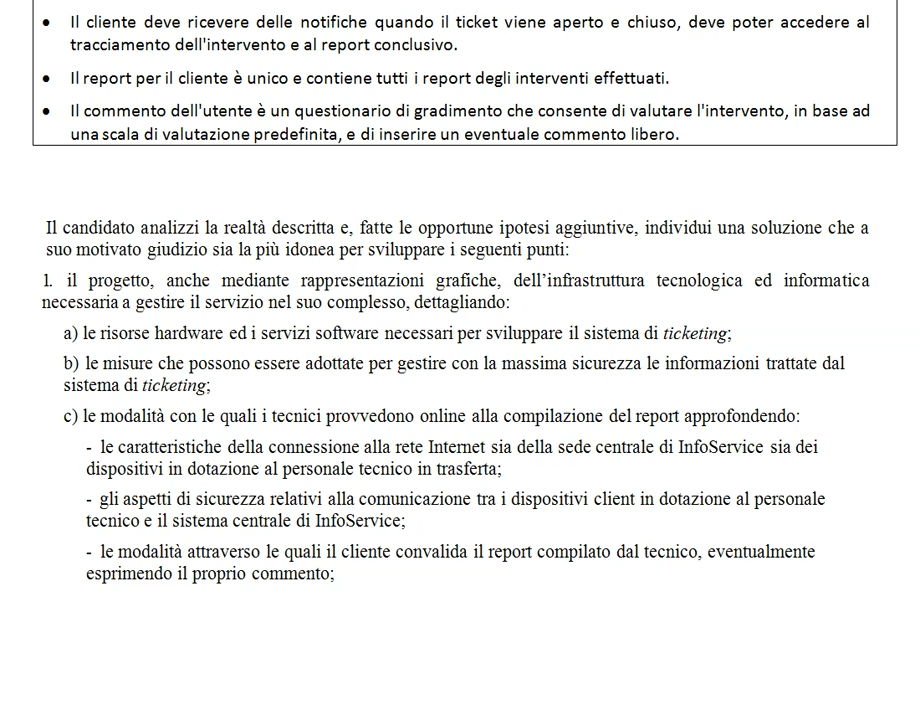 • Il cliente deve ricevere delle notifiche quando il ticket viene aperto e chiuso, deve poter accedere al
tracciamento dell'intervento e al report conclusivo.
• Il report per il cliente è unico e contiene tutti i report degli interventi effettuati.
• Il commento dell'utente è un questionario di gradimento che consente di valutare l'intervento, in base ad
una scala di valutazione predefinita, e di inserire un eventuale commento libero.
Il candidato analizzi la realtà descritta e, fatte le opportune ipotesi aggiuntive, individui una soluzione che a
suo motivato giudizio sia la più idonea per sviluppare i seguenti punti:
1. il progetto, anche mediante rappresentazioni grafiche, dell’infrastruttura tecnologica ed informatica
necessaria a gestire il servizio nel suo complesso, dettagliando:
a) le risorse hardware ed i servizi software necessari per sviluppare il sistema di ticketing;
b) le misure che possono essere adottate per gestire con la massima sicurezza le informazioni trattate dal
sistema di ticketing;
c) le modalità con le quali i tecnici provvedono online alla compilazione del report approfondendo:
- le caratteristiche della connessione alla rete Internet sia della sede centrale di InfoService sia dei
dispositivi in dotazione al personale tecnico in trasferta;
- gli aspetti di sicurezza relativi alla comunicazione tra i dispositivi client in dotazione al personale
tecnico e il sistema centrale di InfoService;
- le modalità attraverso le quali il cliente convalida il report compilato dal tecnico, eventualmente
esprimendo il proprio commento;